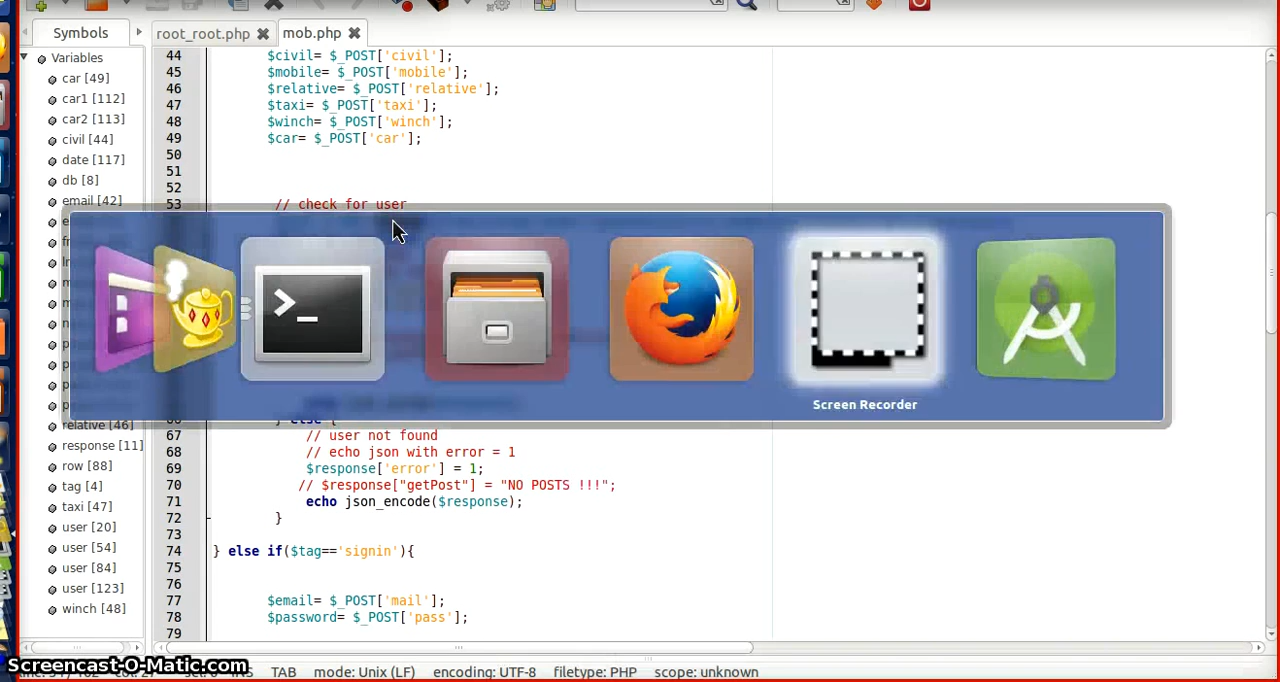 Symbols
root_root.php
mob.php
Variables
car [49]
car1 [112]
car2 [113]
civil [44]
date [117]
db [8]
email [42]
relative [46]
response [11]
row [88]
tag [4]
taxi [47]
user [20]
user [54]
user [84]
user [123]
winch [48]
44 $civil= $_POST['civil'];
45 $mobile= $_POST['mobile'];
46 $relative= $_POST['relative'];
47 $taxi= $_POST['taxi'];
48 $winch= $_POST['winch'];
49 $car= $_POST['car'];
50
51
52
53 // check for user
Screen Recorder
} else {
67 // user not found
68 // echo json with error = 1
69 $response['error'] = 1;
70 // $response["getPost"] = "NO POSTS !!!";
71 echo json_encode($response);
72 }
73
74 } else if($tag=='signin'){
75
76
77 $email= $_POST['mail'];
78 $password= $_POST['pass'];
79
TAB mode: Unix (LF) encoding: UTF-8 filetype: PHP scope: unknown
Screencast-O-Matic.com